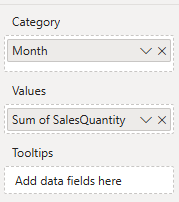 Category
Month
Values
Sum of SalesQuantity
Tooltips
Add data fields here